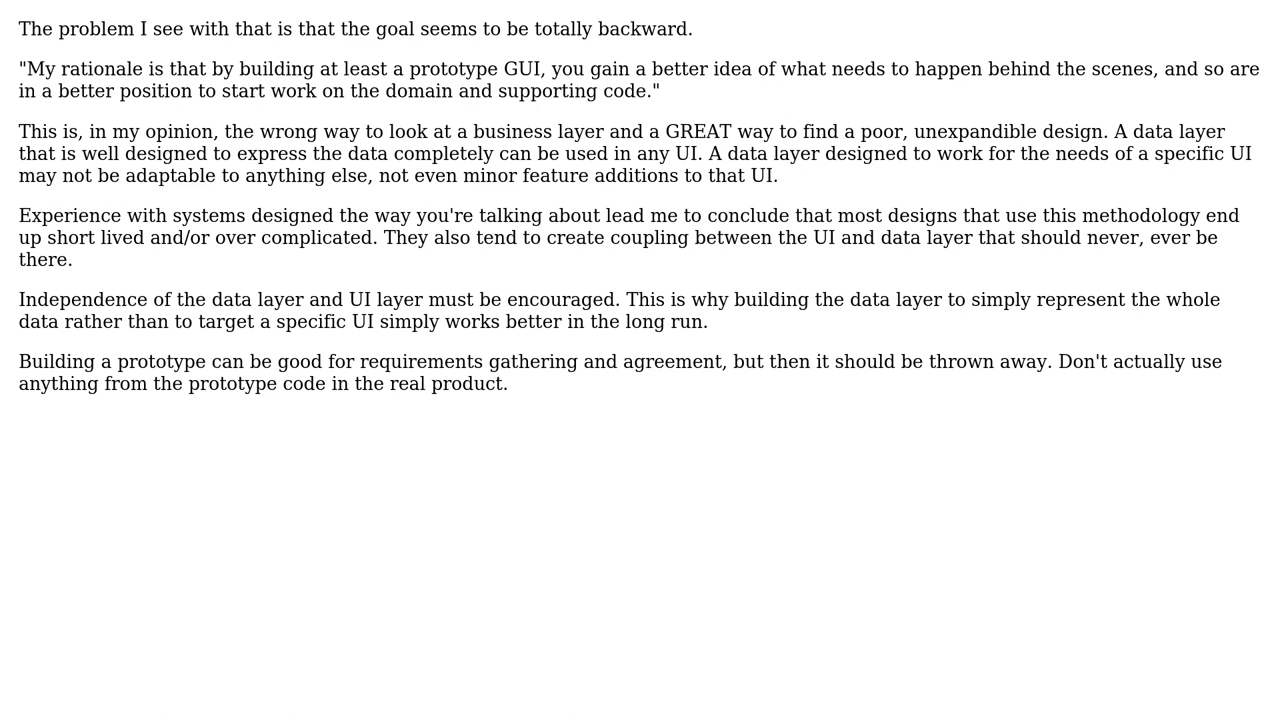 The problem I see with that is that the goal seems to be totally backward.
"My rationale is that by building at least a prototype GUI, you gain a better idea of what needs to happen behind the scenes, and so are
in a better position to start work on the domain and supporting code."
This is, in my opinion, the wrong way to look at a business layer and a GREAT way to find a poor, unexpandible design. A data layer
that is well designed to express the data completely can be used in any UI. A data layer designed to work for the needs of a specific UI
may not be adaptable to anything else, not even minor feature additions to that UI.
Experience with systems designed the way you're talking about lead me to conclude that most designs that use this methodology end
up short lived and/or over complicated. They also tend to create coupling between the UI and data layer that should never, ever be
there.
Independence of the data layer and UI layer must be encouraged. This is why building the data layer to simply represent the whole
data rather than to target a specific UI simply works better in the long run.
Building a prototype can be good for requirements gathering and agreement, but then it should be thrown away. Don't actually use
anything from the prototype code in the real product.